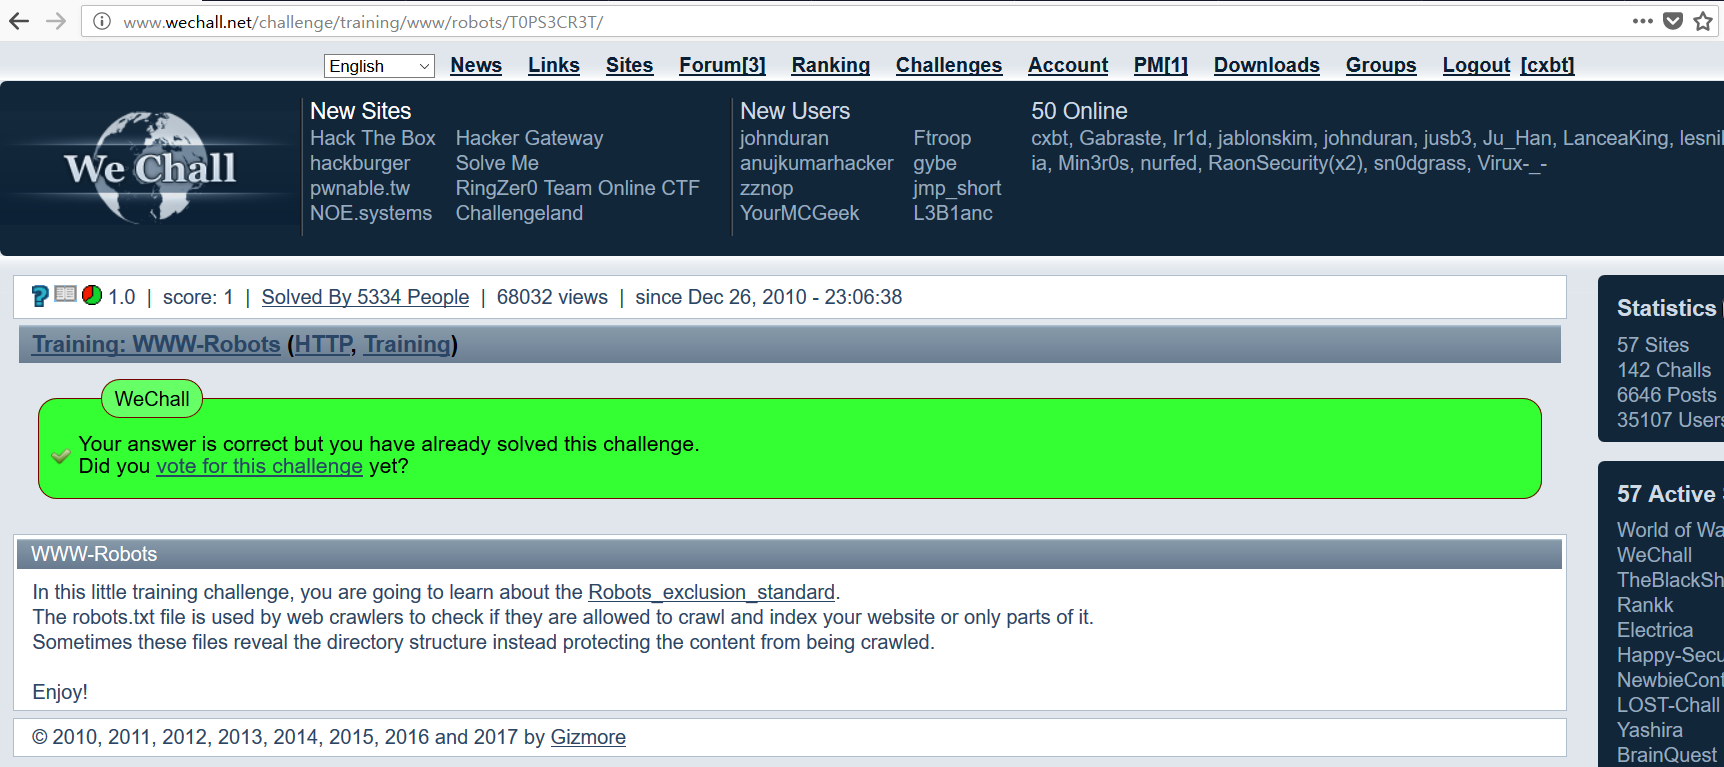 www.wechall.net/challenge/training/www/robots/T0PS3CR3T/
English News Links Sites Forum[3] Ranking Challenges Account PM[1] Downloads Groups Logout [cxbt]
We Chall
New Sites
Hack The Box Hacker Gateway
hackburger Solve Me
pwnable.tw RingZer0 Team Online CTF
NOE.systems Challengeland
New Users
johnduran Ftroop
anujkumarhacker gybe
zznop jmp_short
YourMCGeek L3B1anc
50 Online
cxbt, Gabraste, Ir1d, jablonskim, johnduran, jusb3, Ju_Han, LanceaKing, lesnil
ia, Min3r0s, nurfed, RaonSecurity(x2), sn0dgrass, Virux-_-
1.0 | score: 1 | Solved By 5334 People | 68032 views | since Dec 26, 2010 - 23:06:38
Training: WWW-Robots (HTTP, Training)
WeChall
Your answer is correct but you have already solved this challenge.
Did you vote for this challenge yet?
WWW-Robots
In this little training challenge, you are going to learn about the Robots_exclusion_standard.
The robots.txt file is used by web crawlers to check if they are allowed to crawl and index your website or only parts of it.
Sometimes these files reveal the directory structure instead protecting the content from being crawled.
Enjoy!
© 2010, 2011, 2012, 2013, 2014, 2015, 2016 and 2017 by Gizmore
Statistics
57 Sites
142 Challs
6646 Posts
35107 Users
57 Active
World of Wa
WeChall
TheBlackSh
Rankk
Electrica
Happy-Secu
NewbieCont
LOST-Chall
Yashira
BrainQuest